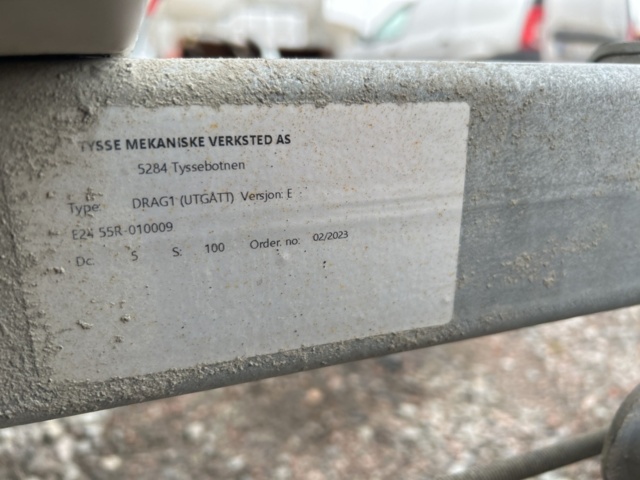 TYSSE MEKANISKE VERKSTED AS
5284 Tyssebotnen
Type: DRAG1 (UTGÅTT) Versjon: E
E24 55R-010009
Dc: 5 S: 100 Order. no: 02/2023